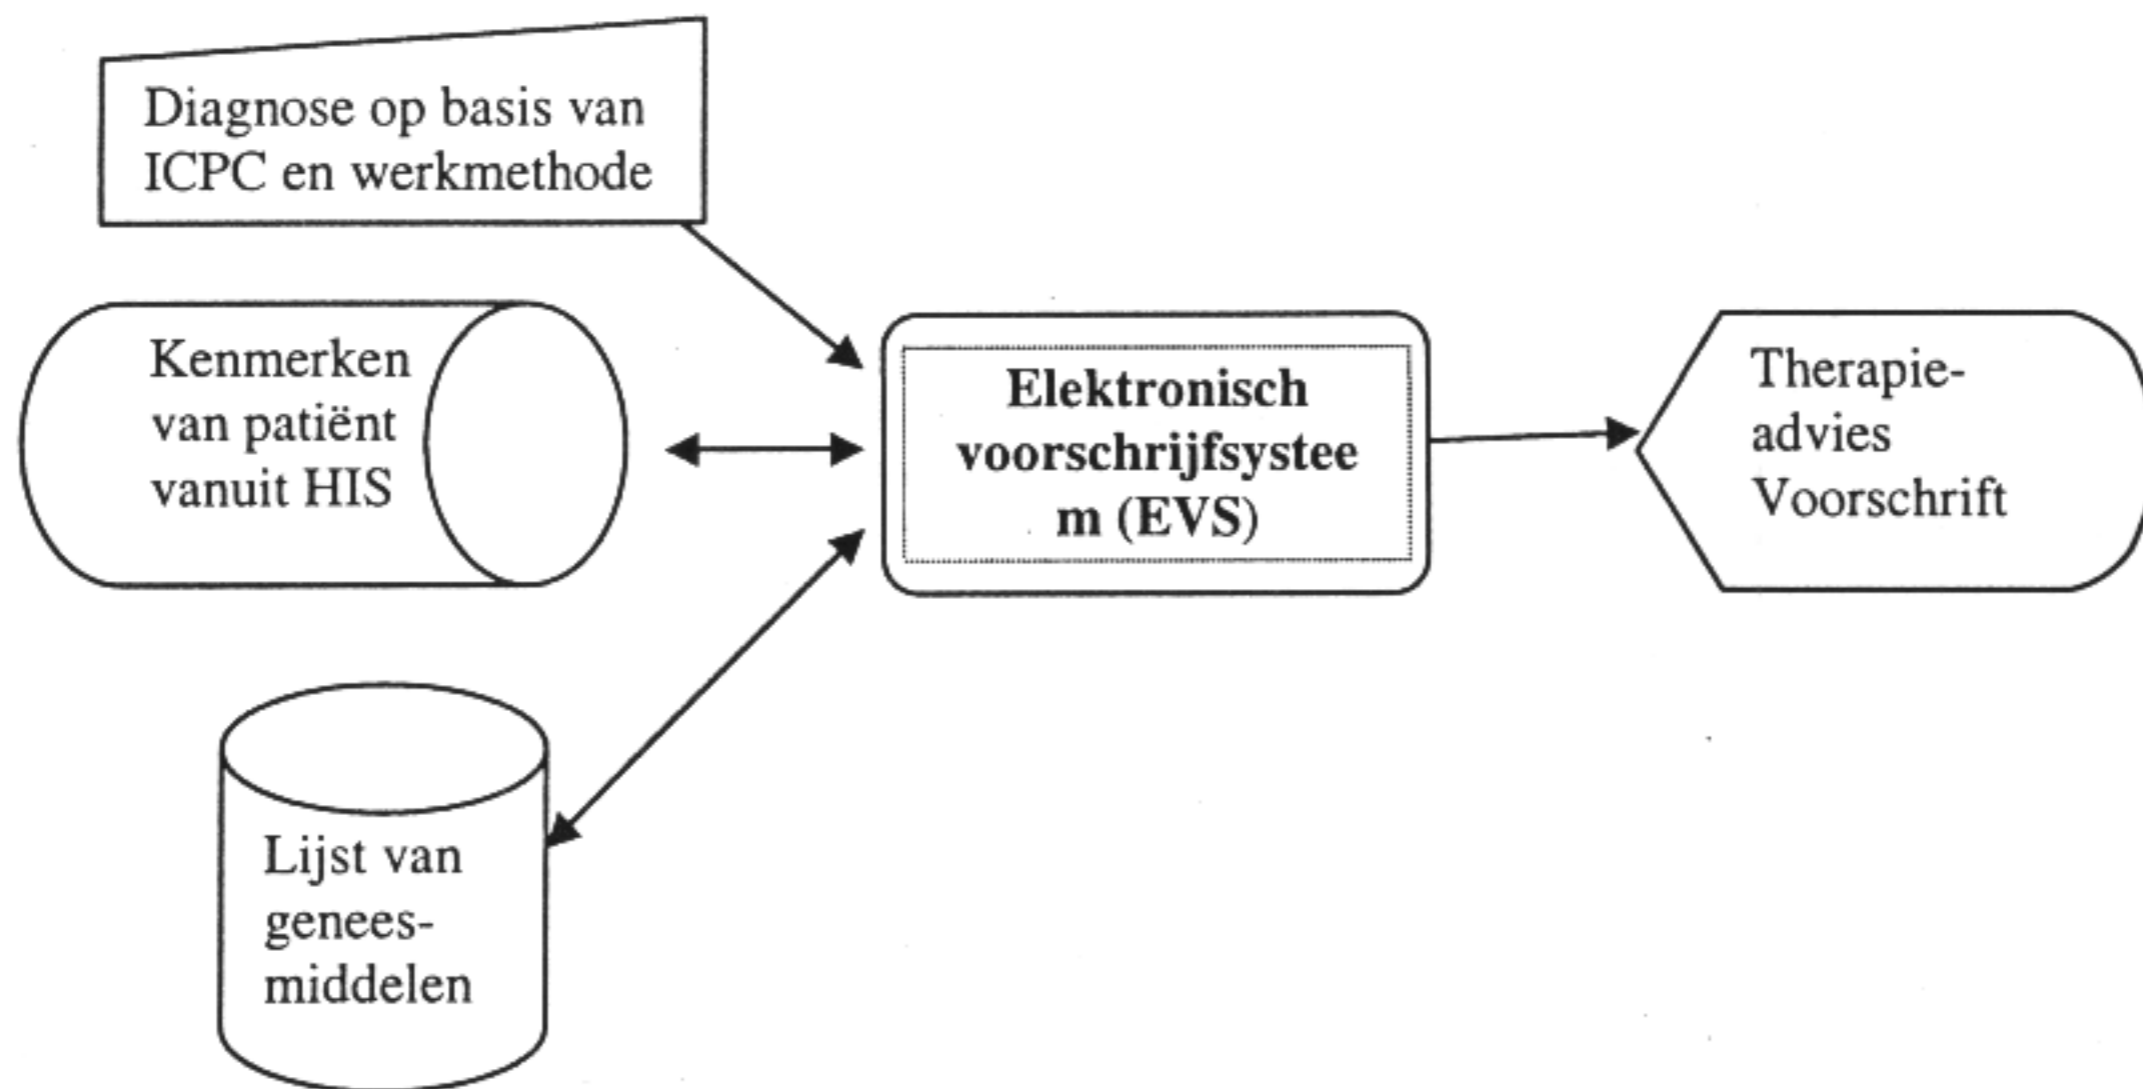 Diagnose op basis van
ICPC en werkmethode
Kenmerken
van patiënt
vanuit HIS
Elektronisch
voorschrijfsystee
m (EVS)
Therapie-
advies
Voorschrift
Lijst van
genees-
middelen